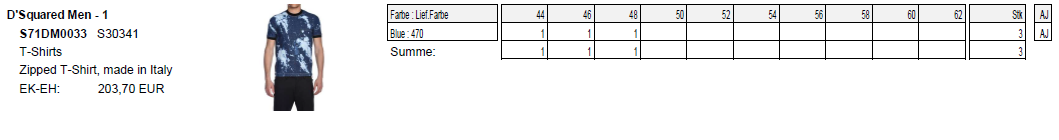 D'Squared Men - 1
S71DM0033 S30341
T-Shirts
Zipped T-Shirt, made in Italy
EK-EH: 203,70 EUR
Farbe : Lief.Farbe 44 46 48 50 52 54 56 58 60 62 Stk AJ
Blue : 470 1 1 1 3 AJ
Summe: 1 1 1 3